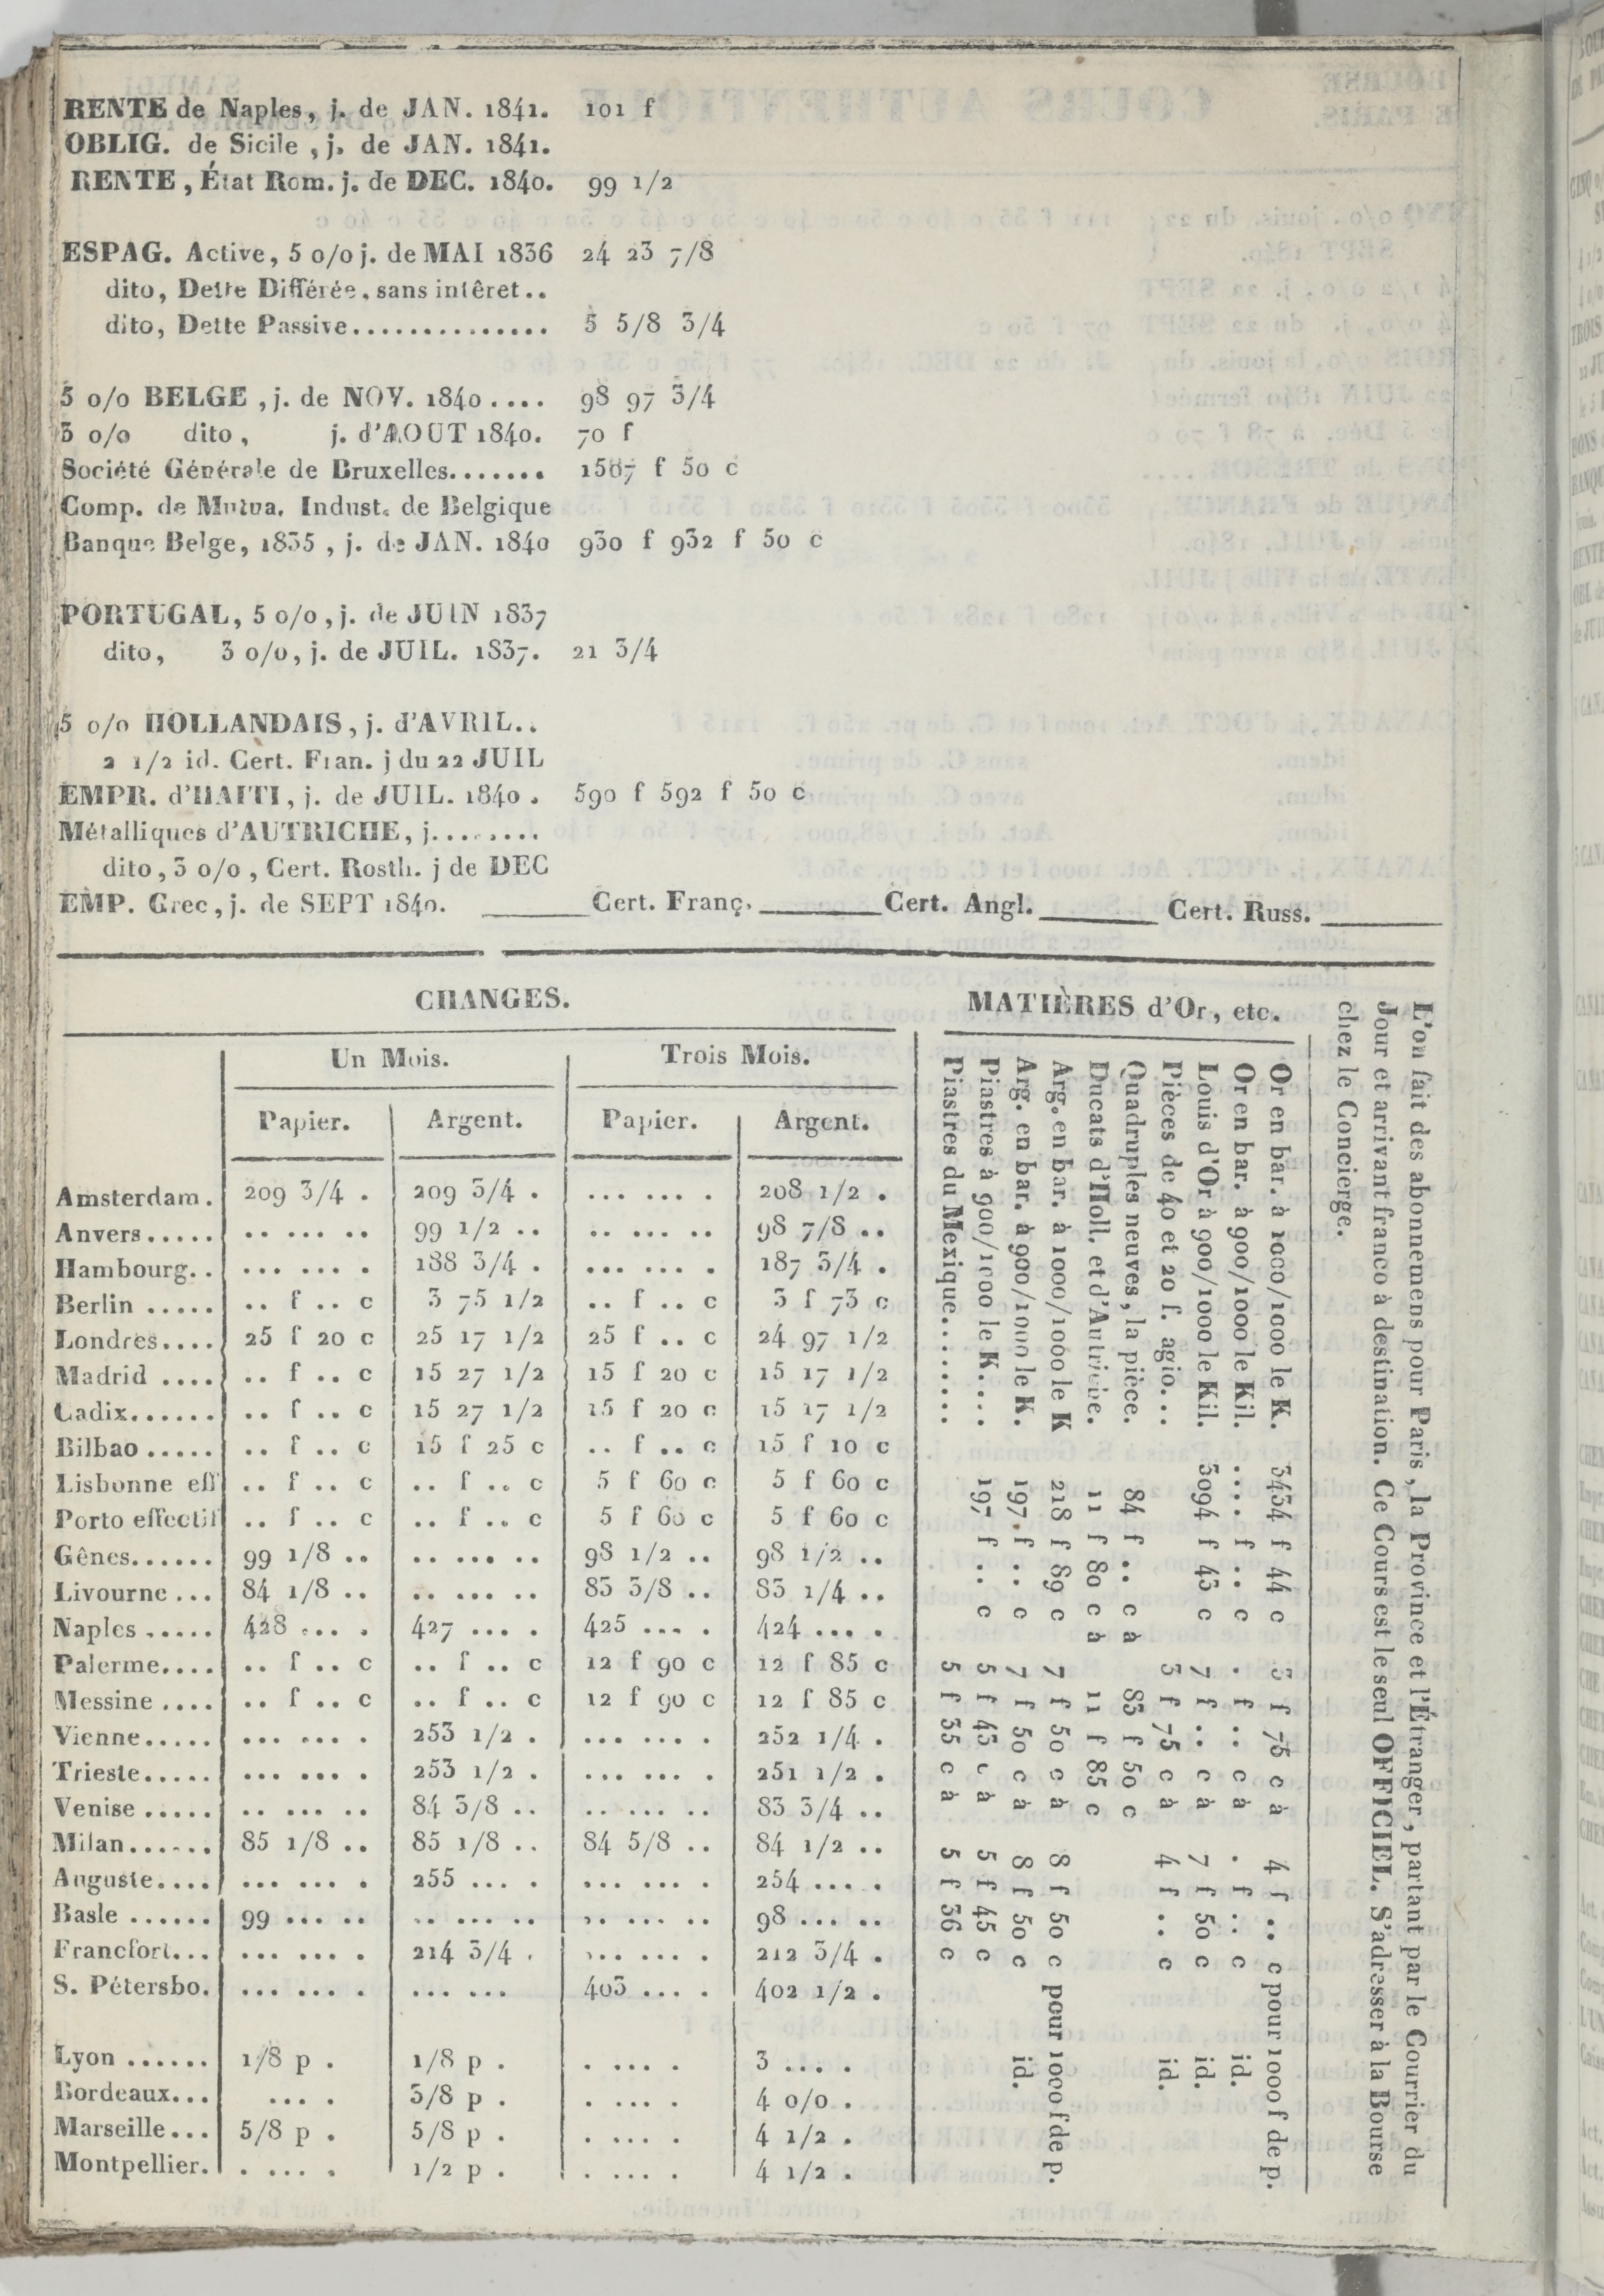 RENTE de Naples, j. de JAN. 1841. 101 f
OBLIG. de Sicile, j. de JAN. 1841.
RENTE, État Rom. j. de DEC. 1840. 99 1/2
ESPAG. Active, 5 o/o j. de MAI 1836 24 23 7/8
dito, Dette Différée, sans intêret..
dito, Dette Passive.............. 5 5/8 3/4
5 o/o BELGE, j. de NOV. 1840.... 98 97 3/4
3 o/o dito, j. d'AOUT 1840. 70 f
Société Générale de Bruxelles....... f 50 c
Comp. de Mutua. Indust. de Belgique
Banque Belge, 1835, j. de JAN. 1840 930 f 932 f 50 c
PORTUGAL, 5 o/o, j. de JUIN 1837
dito, 3 o/o, j. de JUIL. 1837. 21 3/4
5 o/o HOLLANDAIS, j. d'AVRIL..
2 1/2 id. Cert. Fran. j du 22 JUIL
EMPR. d'HAITI, j. de JUIL. 1840. 590 f 592 f 50 c
Métalliques d'AUTRICHE, j........
dito, 3 o/o, Cert. Rosth. j de DEC
EMP. Grec, j. de SEPT 1840. Cert. Franç. Cert. Angl. Cert. Russ.
CHANGES.
Un Mois. Trois Mois.
Papier. Argent. Papier. Argent.
Amsterdam. 209 3/4 . 209 3/4 . ... ... . 208 1/2 .
Anvers..... .. ... .. 99 1/2 .. .. ... .. 98 7/8 ..
Hambourg.. ... ... . 188 3/4 . ... ... . 187 3/4 .
Berlin ..... .. f .. c 3 75 1/2 .. f .. c 3 f 73 c
Londres.... 25 f 20 c 25 17 1/2 25 f .. c 24 97 1/2
Madrid .... .. f .. c 15 27 1/2 15 f 20 c 15 17 1/2
Cadix...... .. f .. c 15 27 1/2 15 f 20 c 15 17 1/2
Bilbao ..... .. f .. c 15 f 25 c .. f .. c 15 f 10 c
Lisbonne eff .. f .. c .. f .. c 5 f 60 c 5 f 60 c
Porto effectif .. f .. c .. f .. c 5 f 60 c 5 f 60 c
Gênes...... 99 1/8 .. .. ... .. 98 1/2 .. 98 1/2 ..
Livourne ... 84 1/8 .. .. ... .. 83 3/8 .. 83 1/4 ..
Naples ..... 428 ... . 427 ... . 425 ... . 424 ... .
Palerme.... .. f .. c .. f .. c 12 f 90 c 12 f 85 c
Messine .... .. f .. c .. f .. c 12 f 90 c 12 f 85 c
Vienne..... ... ... . 253 1/2 . ... ... . 252 1/4 .
Trieste..... ... ... . 253 1/2 . ... ... . 251 1/2 .
Venise ..... .. ... .. 84 3/8 .. .. ... .. 83 3/4 ..
Milan...... 85 1/8 .. 85 1/8 .. 84 5/8 .. 84 1/2 ..
Auguste.... ... ... . 255 ... . ... ... . 254 ... .
Basle ...... 99 ... .. .. ... .. .. ... .. 98 ... ..
Francfort... ... ... . 214 3/4 . ... ... . 212 3/4 .
S. Pétersbo. ... ... . ... ... 403 ... . 402 1/2 .
Lyon ...... 1/8 p . 1/8 p . . ... . 3 ... .
Bordeaux... ... . 3/8 p . . ... . 4 o/o .
Marseille... 5/8 p . 5/8 p . . ... . 4 1/2 .
Montpellier. . ... . 1/2 p . . ... . 4 1/2 .
MATIÈRES d'Or, etc.
Or en bar. à 1000/1000 le K. 3434 f 44 c 3 f 75 c à 4 f .. c pour 1000 f de p.
Or en bar. à 900/1000 le Kil. .... f .. c . f .. c à . f .. c id.
Louis d'Or à 900/1000 le Kil. 3094 f 43 c 7 f .. c à 7 f 50 c id.
Pièces de 40 et 20 f. agio... 3 f 75 c à 4 f .. c id.
Quadruples neuves, la pièce. 84 f .. c à 83 f 50 c
Ducats d'Holl. et d'Autriche. 11 f 80 c à 11 f 85 c
Arg. en bar. à 1000/1000 le K 218 f 89 c 7 f 50 c à 8 f 50 c pour 1000 f de p.
Arg. en bar. à 900/1000 le K. 197 f .. c 7 f 50 c à 8 f 50 c id.
Piastres à 900/1000 le K.... 197 f .. c 5 f 43 c à 5 f 45 c
Piastres du Mexique........ 5 f 35 c à 5 f 36 c
L'on fait des abonnemens pour Paris, la Province et l'Étranger, partant par le Courrier du
Jour et arrivant franco à destination. Ce Cours est le seul OFFICIEL. S'adresser à la Bourse
chez le Concierge.